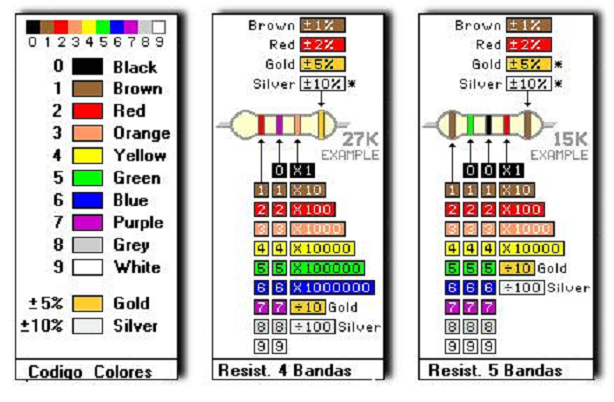 0 1 2 3 4 5 6 7 8 9
0 Black
1 Brown
2 Red
3 Orange
4 Yellow
5 Green
6 Blue
7 Purple
8 Grey
9 White
±5% Gold
±10% Silver
Codigo Colores
Brown ±1%
Red ±2%
Gold ±5%
Silver ±10% *
27K
EXAMPLE
0 X1
1 1 X10
2 2 X100
3 3 X1000
4 4 X10000
5 5 X100000
6 6 X1000000
7 7 ÷10 Gold
8 8 ÷100 Silver
9 9
Resist. 4 Bandas
Brown ±1%
Red ±2%
Gold ±5% *
Silver ±10% *
15K
EXAMPLE
0 0 X1
1 1 1 X10
2 2 2 X100
3 3 3 X1000
4 4 4 X10000
5 5 5 ÷10 Gold
6 6 6 ÷100 Silver
7 7 7
8 8 8
9 9 9
Resist. 5 Bandas